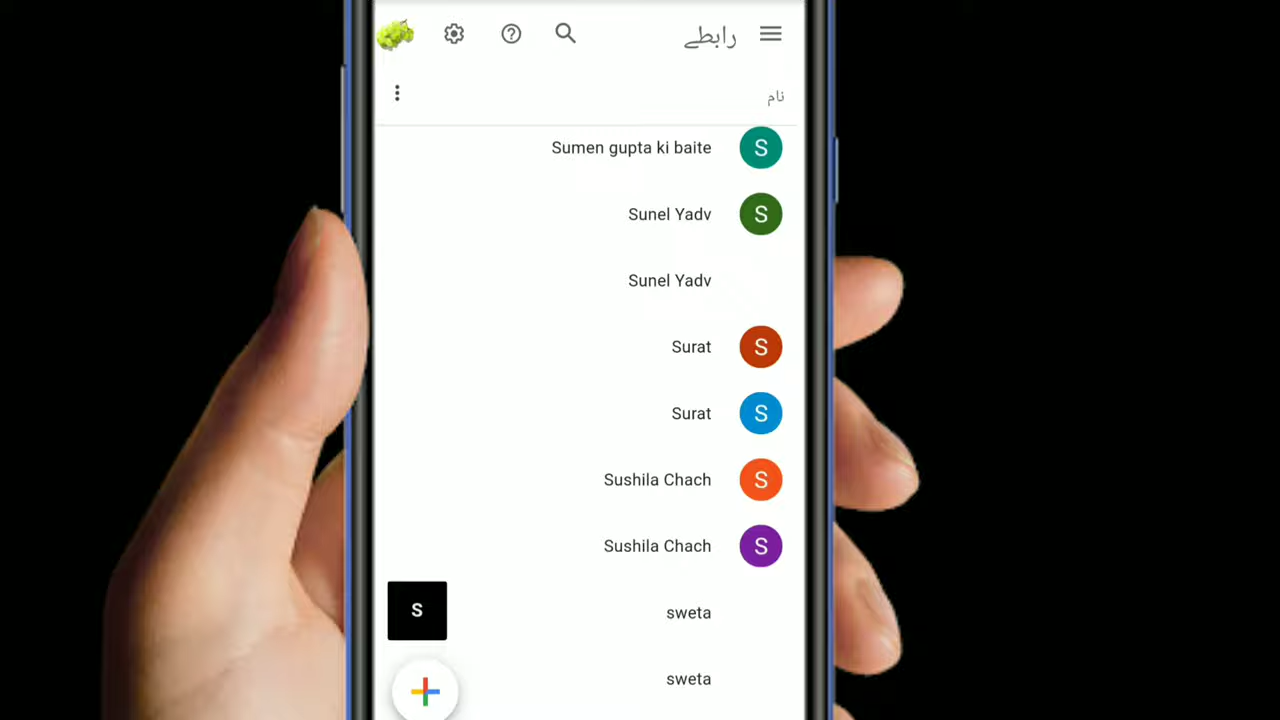 رابطے
نام
Sumen gupta ki baite
S
Sunel Yadv
S
Sunel Yadv
Surat
S
Surat
S
Sushila Chach
S
Sushila Chach
S
S
sweta
sweta